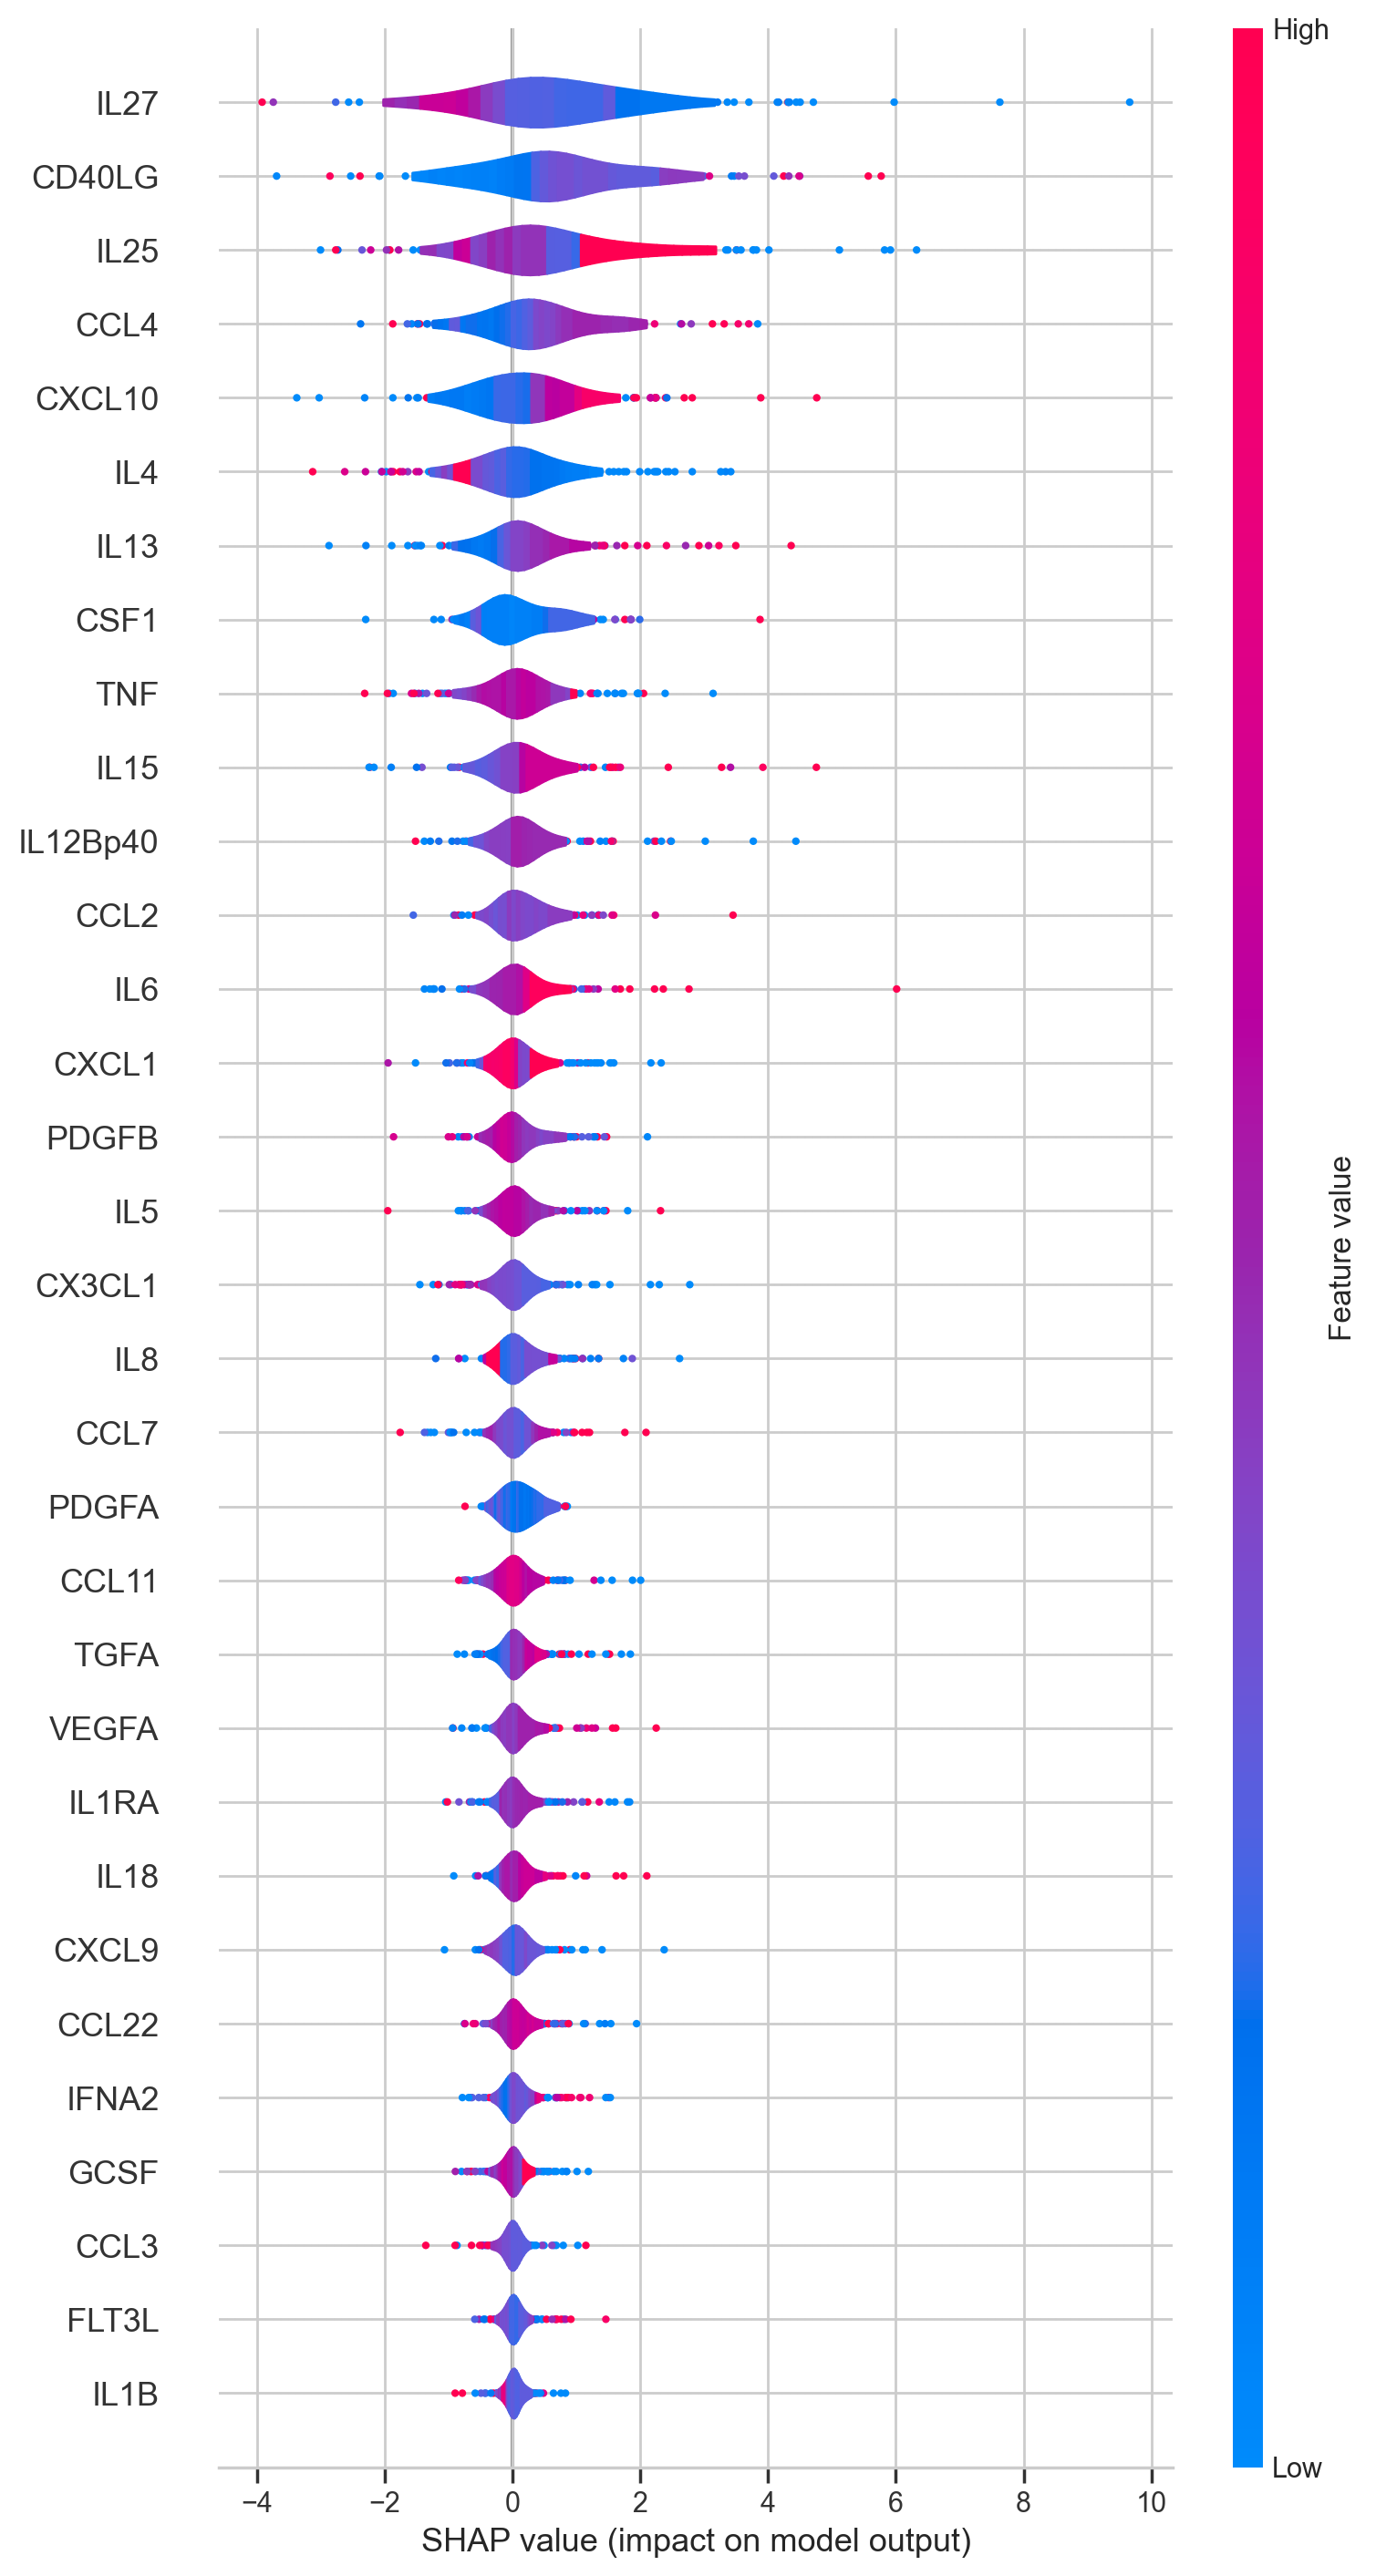 High
IL27
CD40LG
IL25
CCL4
CXCL10
IL4
IL13
CSF1
TNF
IL15
IL12Bp40
CCL2
IL6
CXCL1
PDGFB
IL5
CX3CL1
IL8
CCL7
PDGFA
CCL11
TGFA
VEGFA
IL1RA
IL18
CXCL9
CCL22
IFNA2
GCSF
CCL3
FLT3L
IL1B
Feature value
Low
−4 −2 0 2 4 6 8 10
SHAP value (impact on model output)